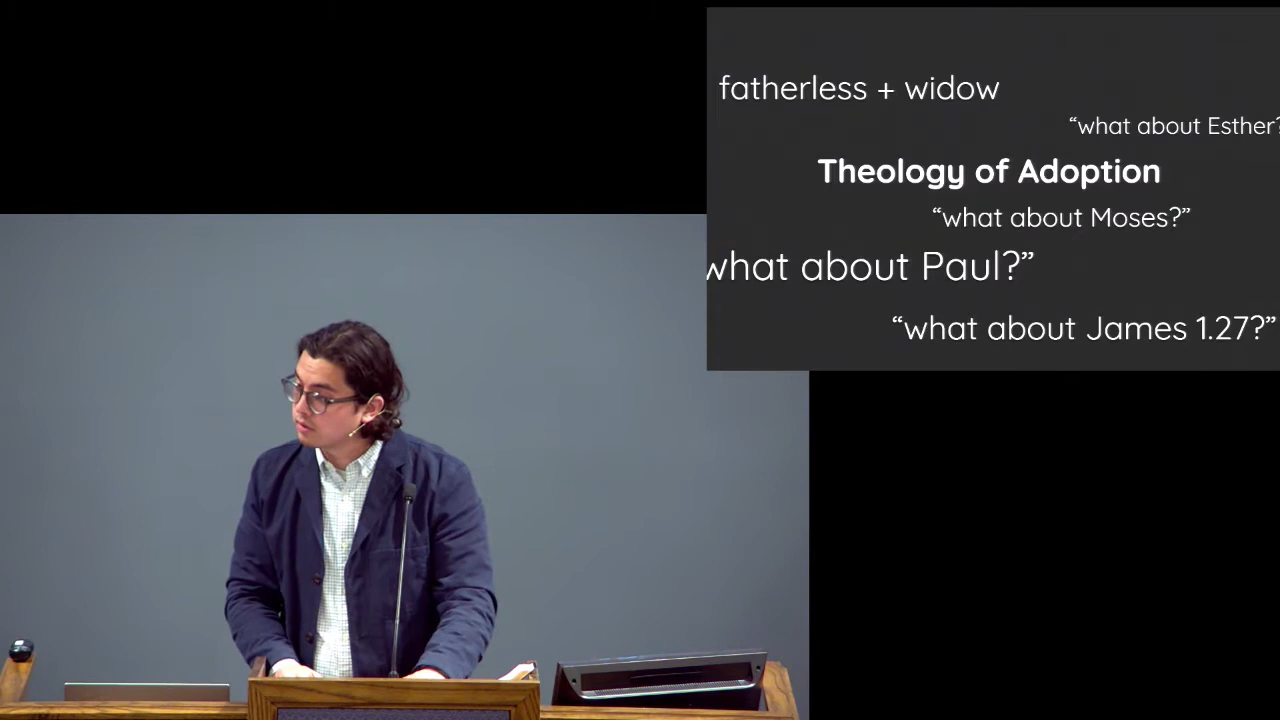 fatherless + widow
“what about Esther?
Theology of Adoption
“what about Moses?”
what about Paul?”
“what about James 1.27?”